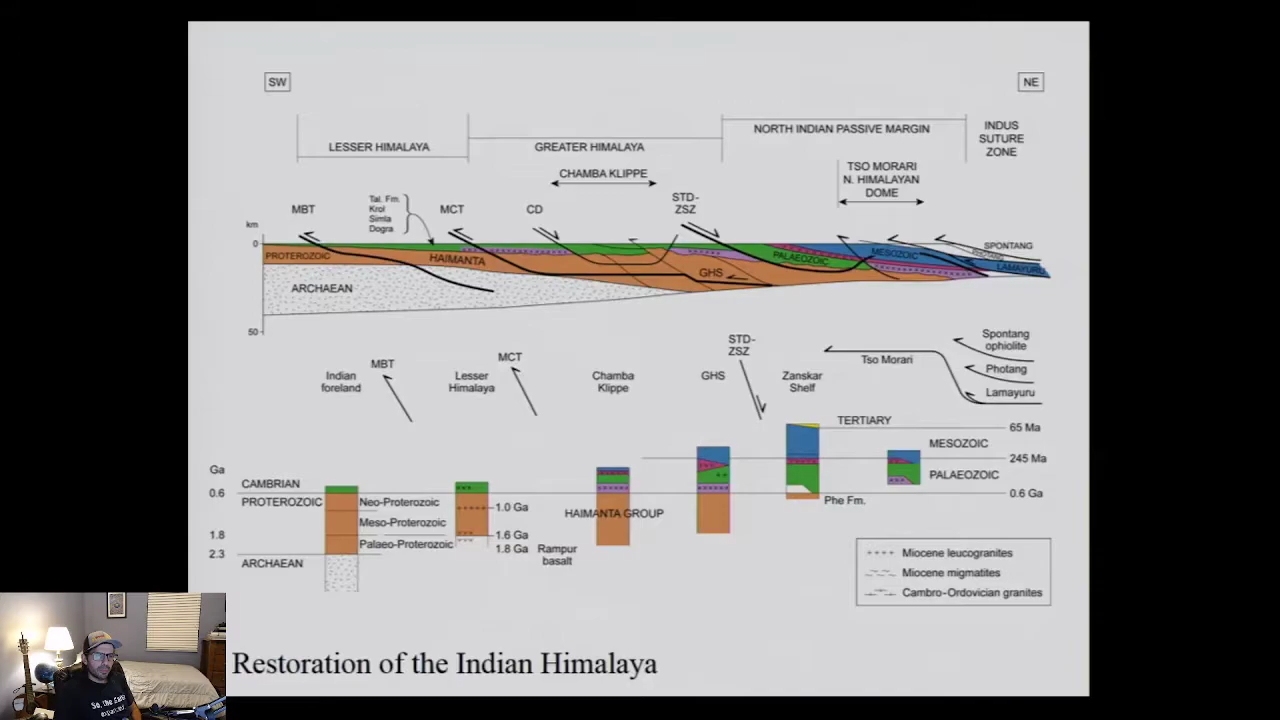 SW
NE
LESSER HIMALAYA
GREATER HIMALAYA
NORTH INDIAN PASSIVE MARGIN
INDUS
SUTURE
ZONE
CHAMBA KLIPPE
TSO MORARI
N. HIMALAYAN
DOME
MBT
Tal. Fm.
Krol
Simla
Dogra
MCT
CD
STD-
ZSZ
km
0
50
PROTEROZOIC
HAIMANTA
ARCHAEAN
GHS
PALAEOZOIC
MESOZOIC
SPONTANG
LAMAYURU
MBT
MCT
STD-
ZSZ
Tso Morari
Spontang
ophiolite
Photang
Lamayuru
Indian
foreland
Lesser
Himalaya
Chamba
Klippe
GHS
Zanskar
Shelf
TERTIARY
65 Ma
MESOZOIC
245 Ma
PALAEOZOIC
0.6 Ga
Phe Fm.
Ga
CAMBRIAN
0.6
PROTEROZOIC
Neo-Proterozoic
1.0 Ga
Meso-Proterozoic
HAIMANTA GROUP
1.8
1.6 Ga
Palaeo-Proterozoic
1.8 Ga
Rampur
basalt
2.3
ARCHAEAN
Miocene leucogranites
Miocene migmatites
Cambro-Ordovician granites
Restoration of the Indian Himalaya
So, the